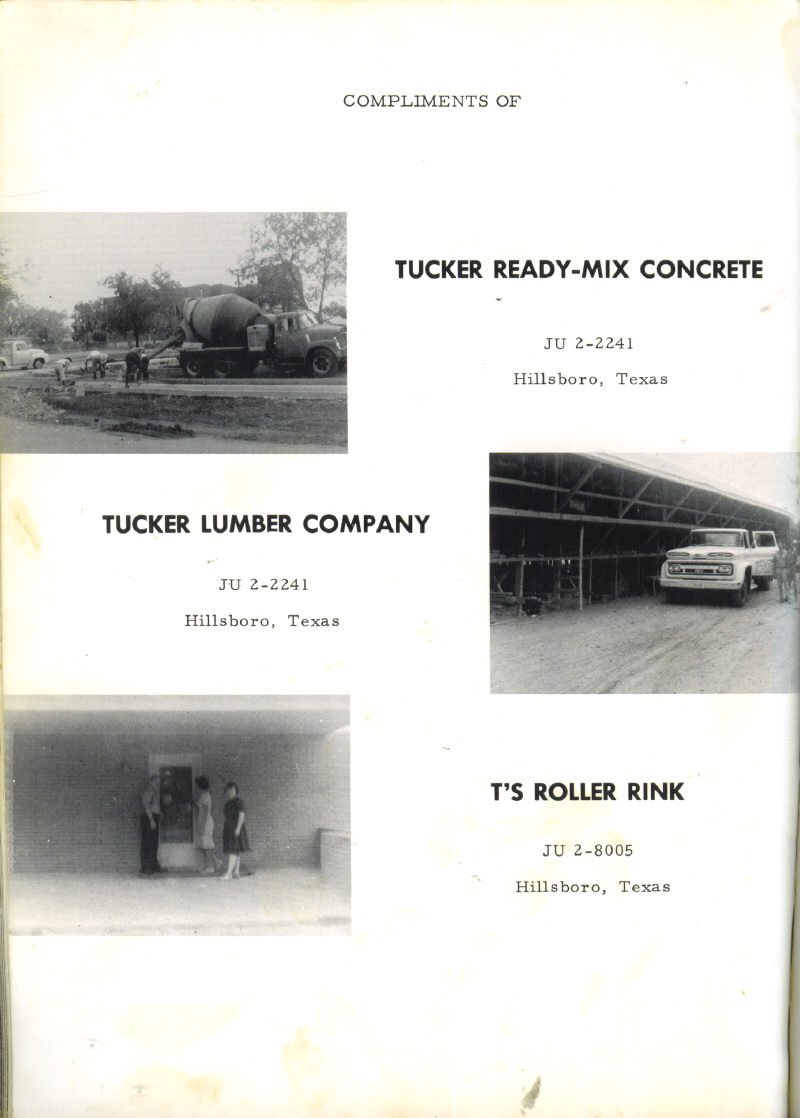 COMPLIMENTS OF
TUCKER READY-MIX CONCRETE
JU 2-2241
Hillsboro, Texas
TUCKER LUMBER COMPANY
JU 2-2241
Hillsboro, Texas
T'S ROLLER RINK
JU 2-8005
Hillsboro, Texas